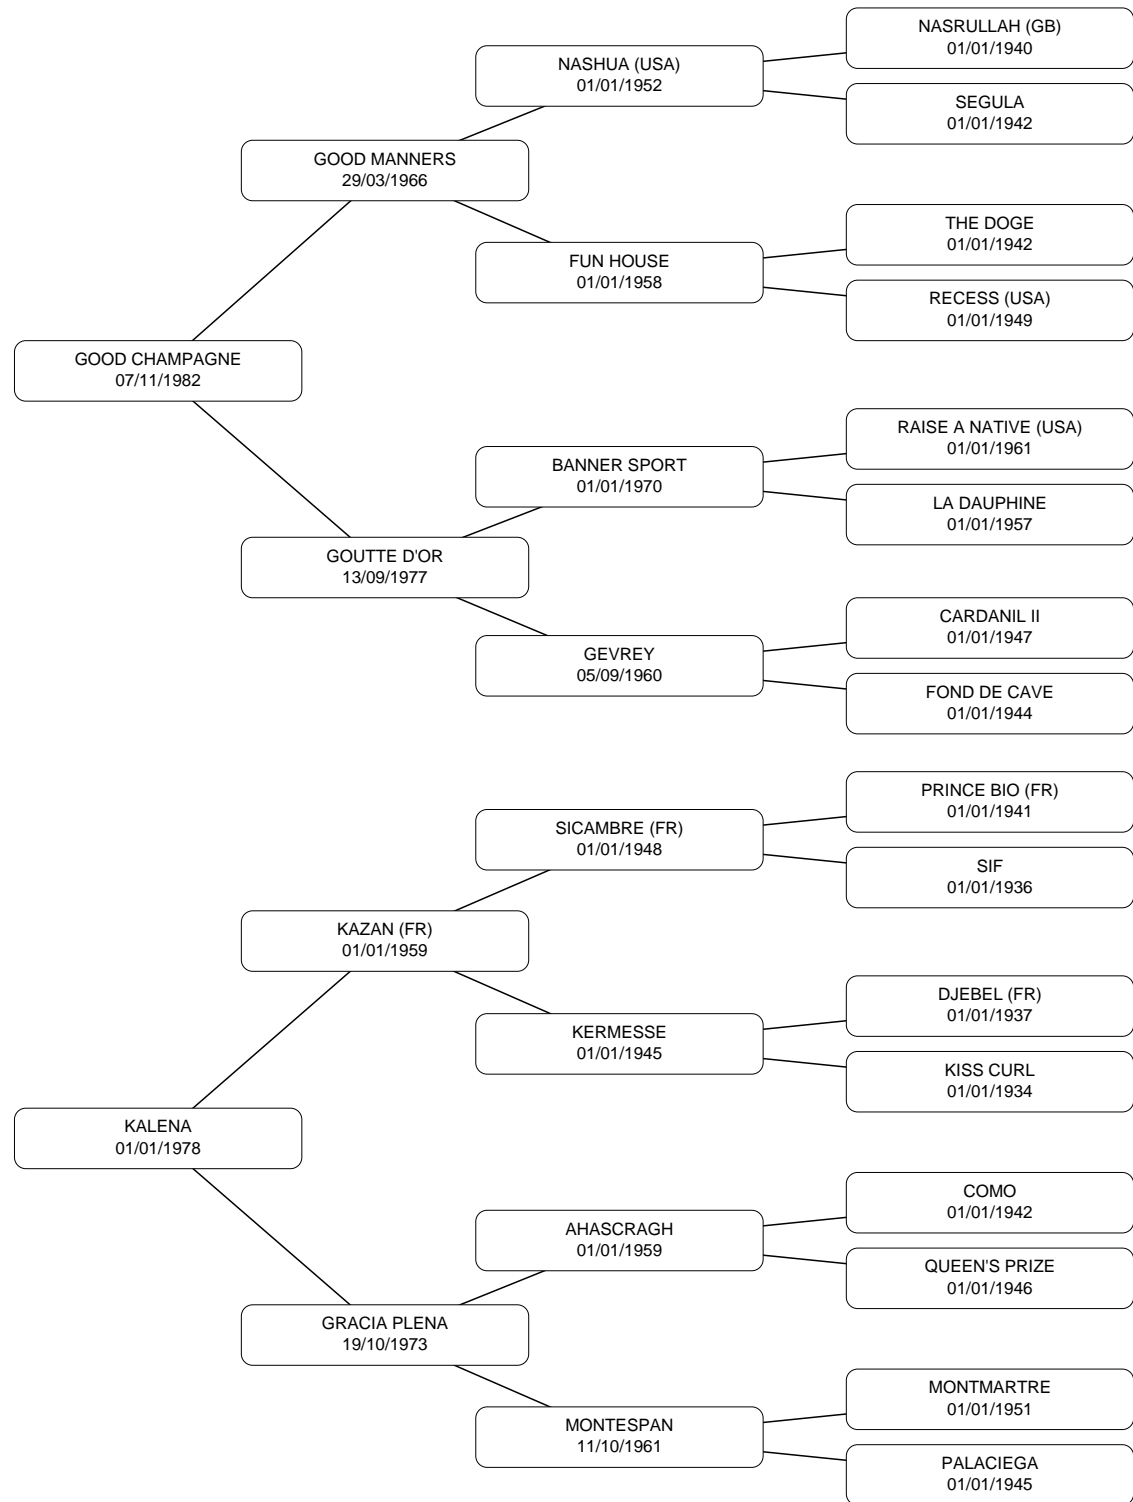 NASRULLAH (GB)
01/01/1940
NASHUA (USA)
01/01/1952
SEGULA
01/01/1942
GOOD MANNERS
29/03/1966
THE DOGE
01/01/1942
FUN HOUSE
01/01/1958
RECESS (USA)
01/01/1949
GOOD CHAMPAGNE
07/11/1982
RAISE A NATIVE (USA)
01/01/1961
BANNER SPORT
01/01/1970
LA DAUPHINE
01/01/1957
GOUTTE D'OR
13/09/1977
CARDANIL II
01/01/1947
GEVREY
05/09/1960
FOND DE CAVE
01/01/1944
PRINCE BIO (FR)
01/01/1941
SICAMBRE (FR)
01/01/1948
SIF
01/01/1936
KAZAN (FR)
01/01/1959
DJEBEL (FR)
01/01/1937
KERMESSE
01/01/1945
KISS CURL
01/01/1934
KALENA
01/01/1978
COMO
01/01/1942
AHASCRAGH
01/01/1959
QUEEN'S PRIZE
01/01/1946
GRACIA PLENA
19/10/1973
MONTMARTRE
01/01/1951
MONTESPAN
11/10/1961
PALACIEGA
01/01/1945